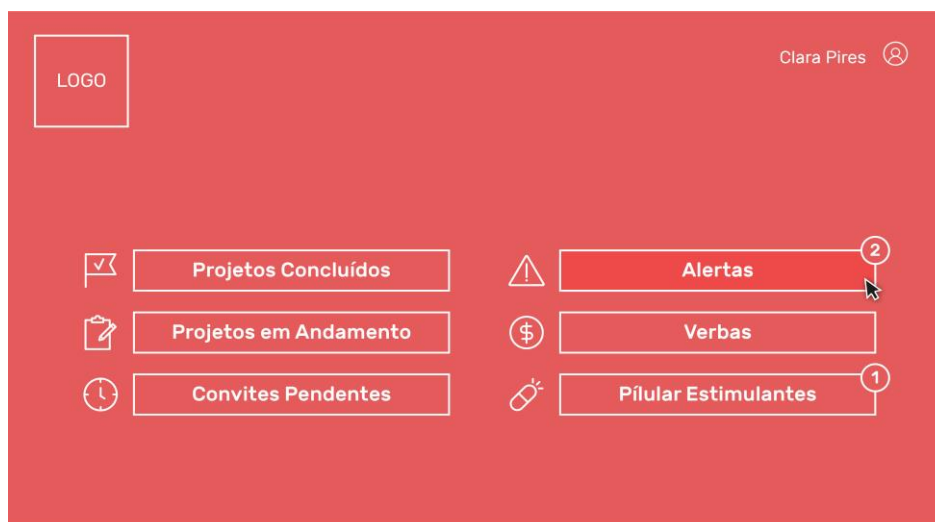 LOGO
Clara Pires
Projetos Concluídos
Projetos em Andamento
Convites Pendentes
2
Alertas
$
Verbas
1
Pílular Estimulantes